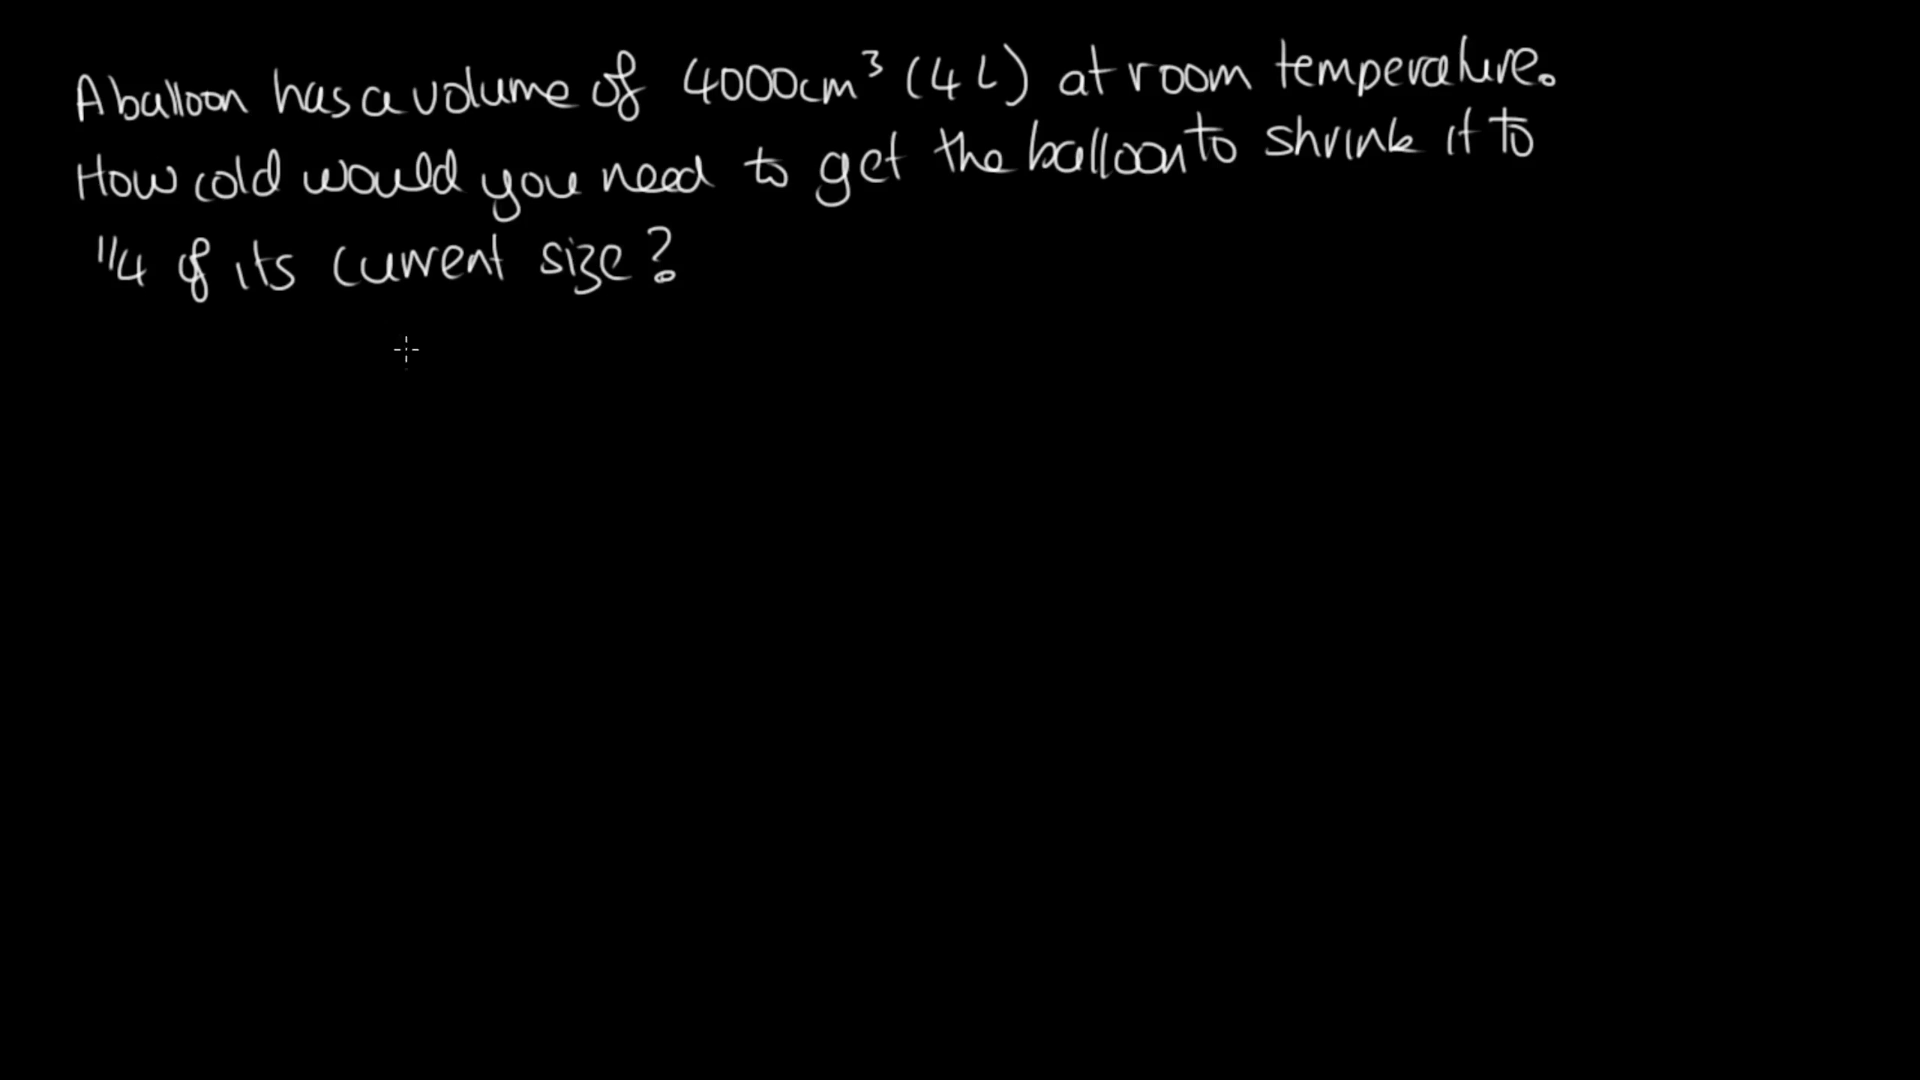 A balloon has a volume of 4000cm³ (4 L) at room temperature.
How cold would you need to get the balloon to shrink it to
1/4 of its current size?